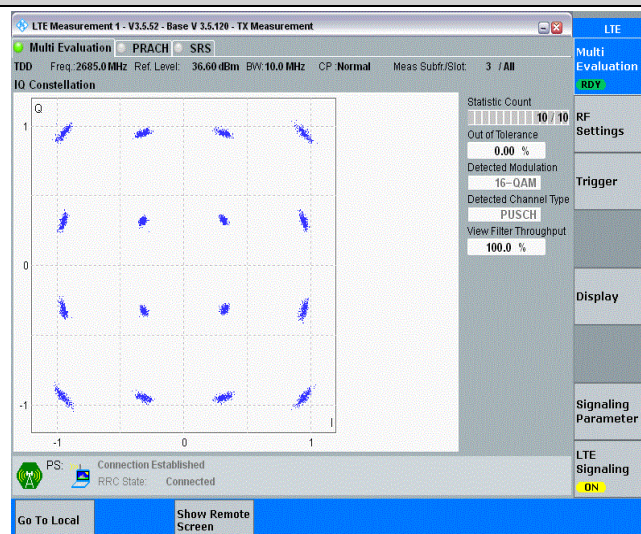 LTE Measurement 1 - V3.5.52 - Base V 3.5.120 - TX Measurement
LTE
Multi Evaluation PRACH SRS
Multi
Evaluation
RDY
TDD Freq.:2685.0 MHz Ref. Level: 36.60 dBm BW:10.0 MHz CP :Normal Meas Subfr./Slot: 3 / All
IQ Constellation
Q
1
0
-1
-1 0 1
I
Statistic Count
10 / 10
Out of Tolerance
0.00 %
Detected Modulation
16-QAM
Detected Channel Type
PUSCH
View Filter Throughput
100.0 %
RF
Settings
Trigger
Display
Signaling
Parameter
LTE
Signaling
ON
PS: Connection Established
RRC State: Connected
Go To Local
Show Remote
Screen